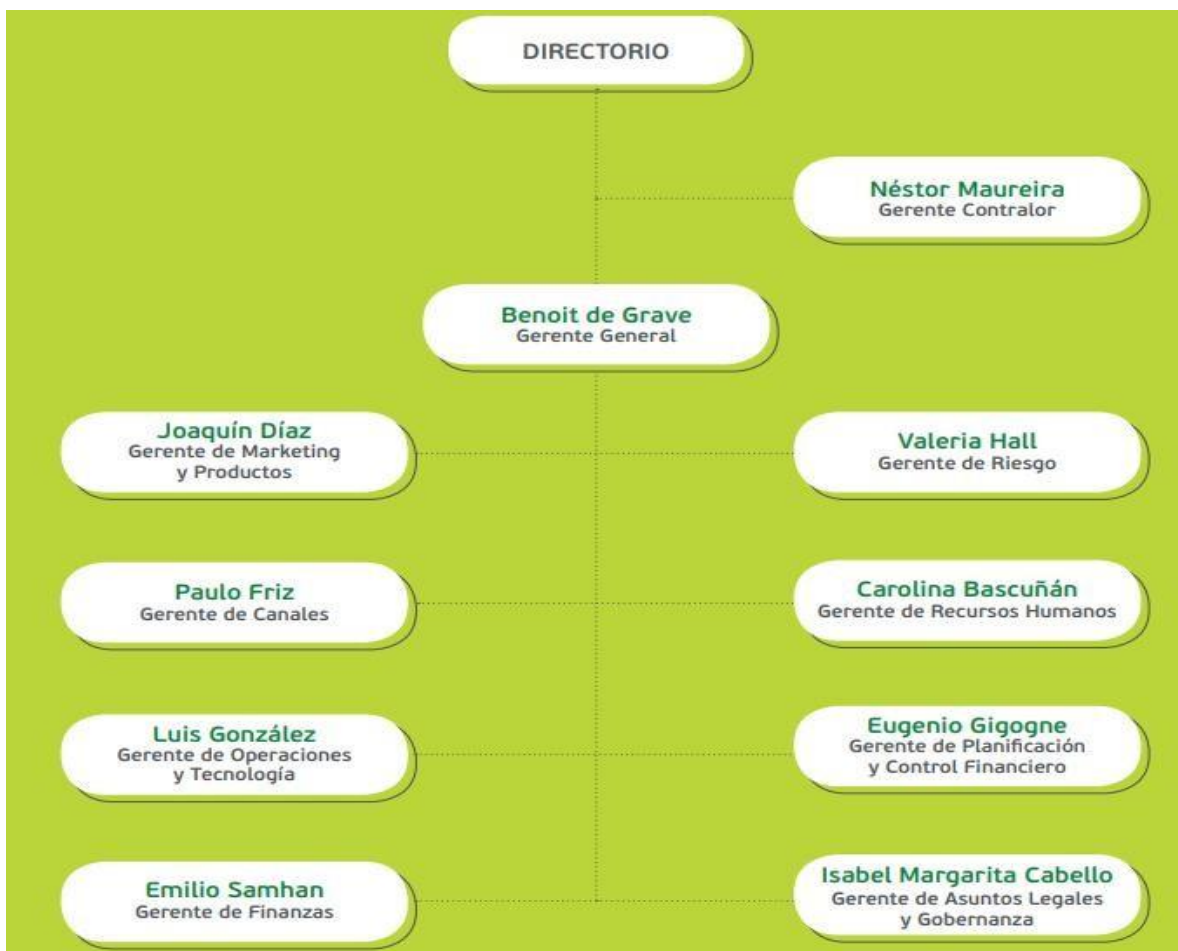 DIRECTORIO
Néstor Maureira
Gerente Contralor
Benoit de Grave
Gerente General
Joaquín Díaz
Gerente de Marketing
y Productos
Valeria Hall
Gerente de Riesgo
Paulo Friz
Gerente de Canales
Carolina Bascuñán
Gerente de Recursos Humanos
Luis González
Gerente de Operaciones
y Tecnología
Eugenio Gigogne
Gerente de Planificación
y Control Financiero
Emilio Samhan
Gerente de Finanzas
Isabel Margarita Cabello
Gerente de Asuntos Legales
y Gobernanza